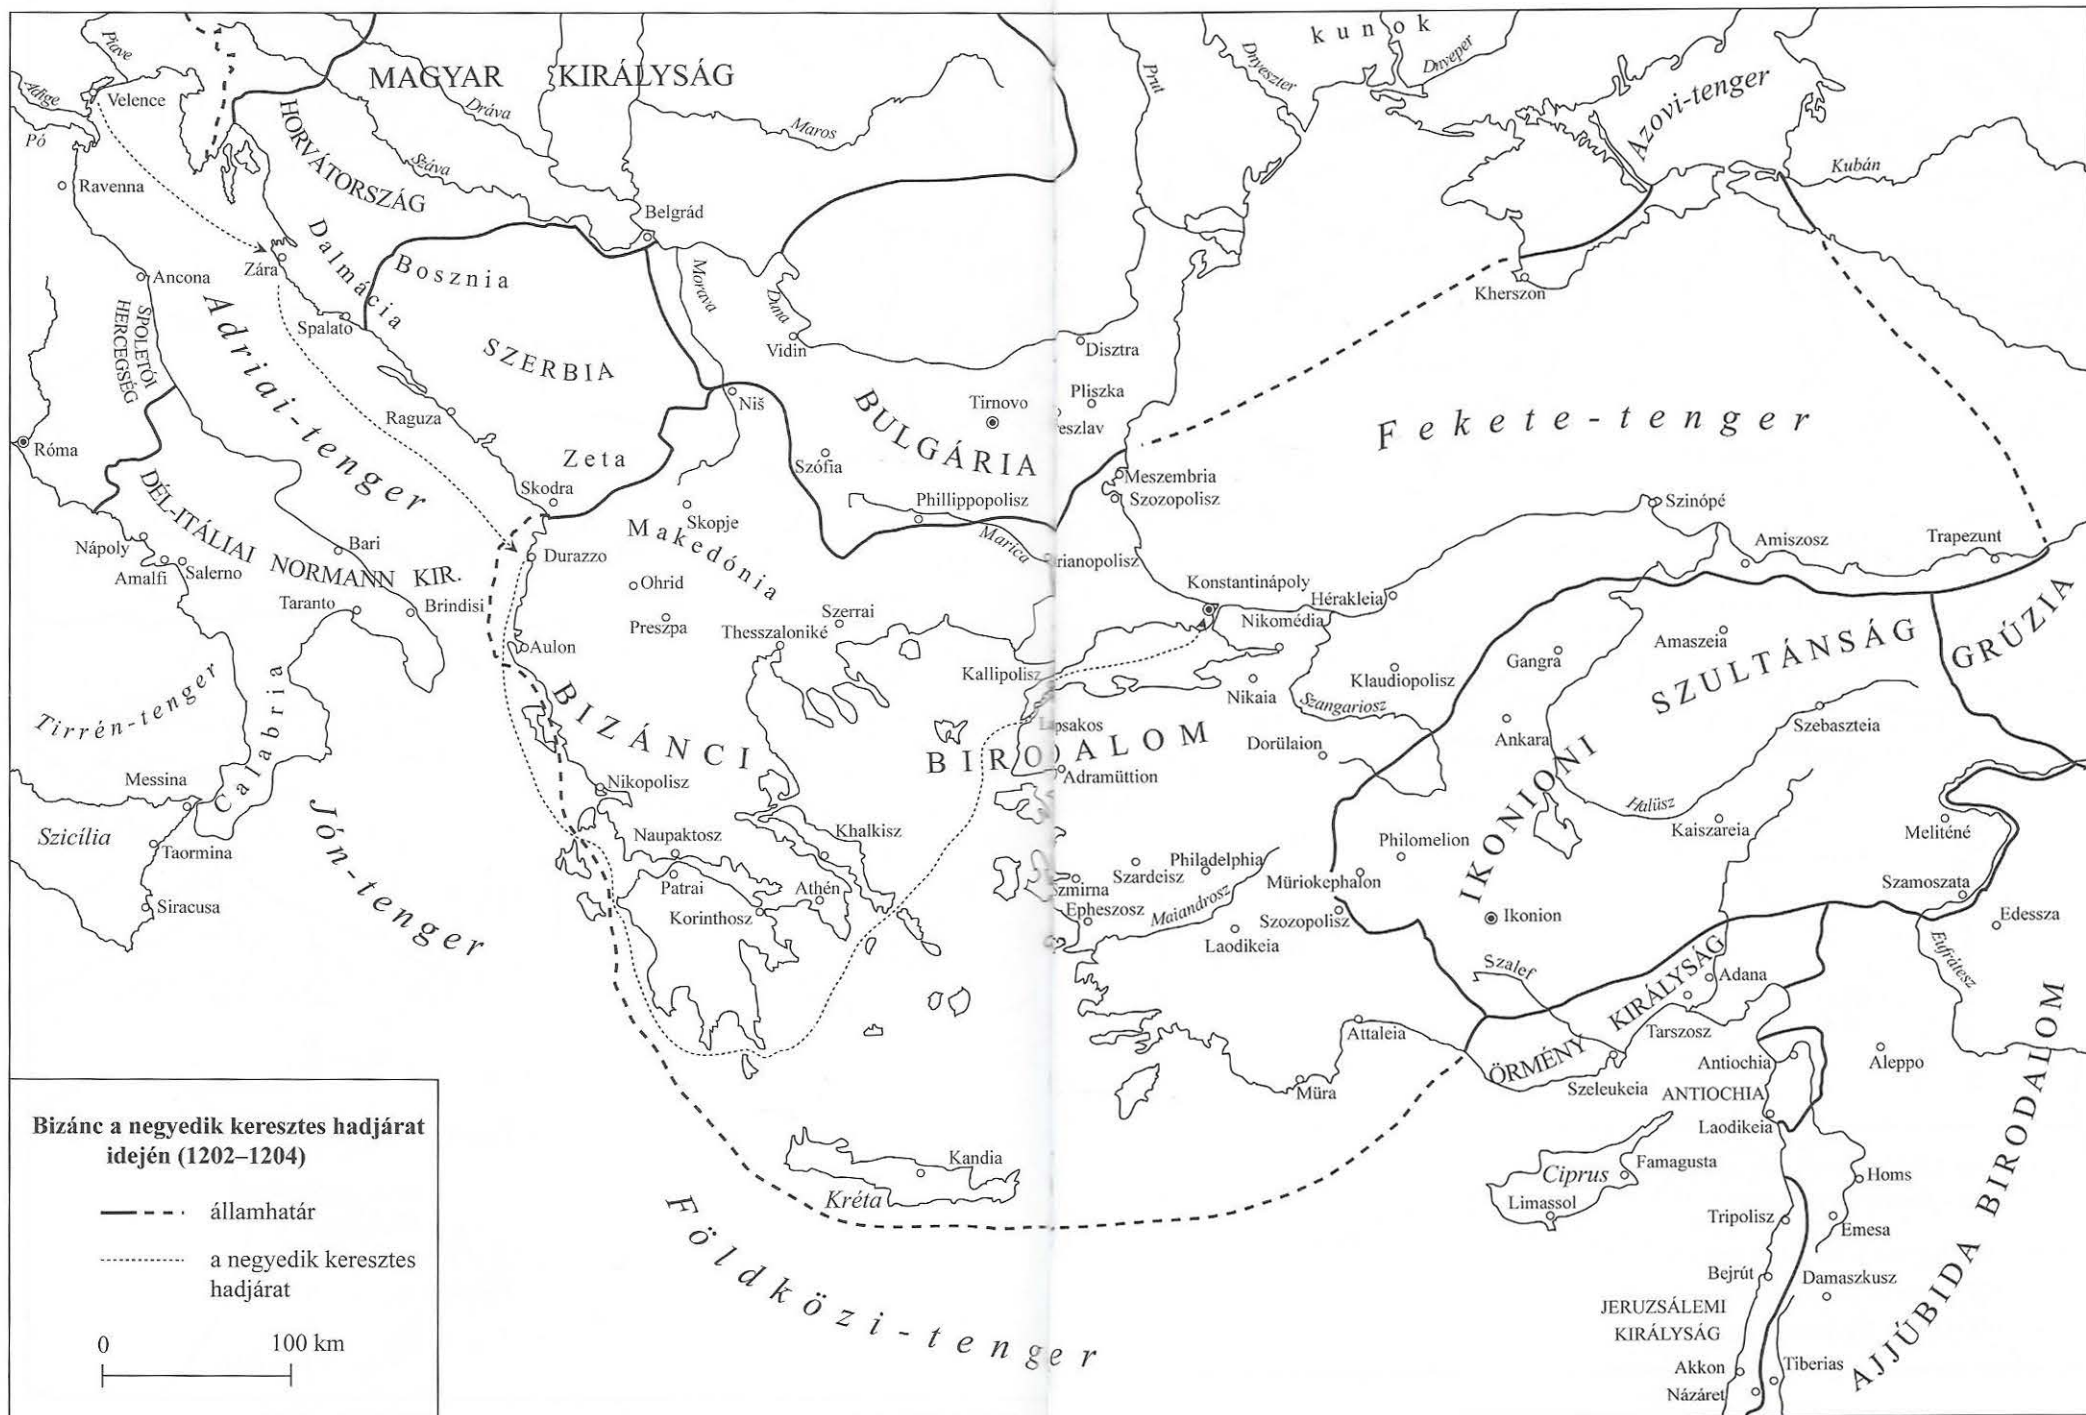 kunok
Piave
Adige
Velence
Pó
MAGYAR KIRÁLYSÁG
Dráva
Maros
Prut
Dnyeszter
Dnyeper
Azovi-tenger
Kubán
Ravenna
HORVÁTORSZÁG
Száva
Belgrád
Zára
Dalmácia
Bosznia
Morava
Duna
Ancona
Adriai-tenger
SPOLETÓI
HERCEGSÉG
Spalato
SZERBIA
Vidin
Disztra
Kherszon
Raguza
Niš
BULGÁRIA
Tirnovo
Pliszka
eszlav
Fekete-tenger
Róma
Zeta
Szófia
Meszembria
Szozopolisz
Skodra
Skopje
Phillippopolisz
Marica
rianopolisz
Szinópé
Amiszosz
Trapezunt
DÉL-ITÁLIAI NORMANN KIR.
Nápoly
Amalfi
Salerno
Bari
Taranto
Brindisi
Durazzo
Makedónia
Ohrid
Preszpa
Szerrai
Thesszaloniké
Konstantinápoly
Nikomédia
Hérakleia
Aulon
Kallipolisz
Nikaia
Klaudiopolisz
Szangariosz
Gangra
Amaszeia
IKONIONI SZULTÁNSÁG
GRÚZIA
Tirrén-tenger
Calabria
BIZÁNCI BIRODALOM
psakos
Adramüttion
Dorülaion
Ankara
Szebaszteia
Messina
Szicília
Taormina
Siracusa
Jón-tenger
Nikopolisz
Naupaktosz
Patrai
Korinthosz
Khalkisz
Athén
Szmirna
Szardeisz
Philadelphia
Epheszosz
Maiandrosz
Laodikeia
Philomelion
Müriokephalon
Szozopolisz
Ikonion
Halüsz
Kaiszareia
Meliténé
Szamoszata
Edessza
Eufrátesz
Szalef
ÖRMÉNY KIRÁLYSÁG
Adana
Tarszosz
Attaleia
Müra
Szeleukeia
Antiochia
ANTIOCHIA
Laodikeia
Aleppo
AJJÚBIDA BIRODALOM
Kandia
Kréta
Ciprus
Famagusta
Limassol
Homs
Tripolisz
Emesa
Bejrút
Damaszkusz
JERUZSÁLEMI
KIRÁLYSÁG
Akkon
Tiberias
Názáret
Földközi-tenger
Bizánc a negyedik keresztes hadjárat
idején (1202–1204)
államhatár
a negyedik keresztes
hadjárat
0 100 km